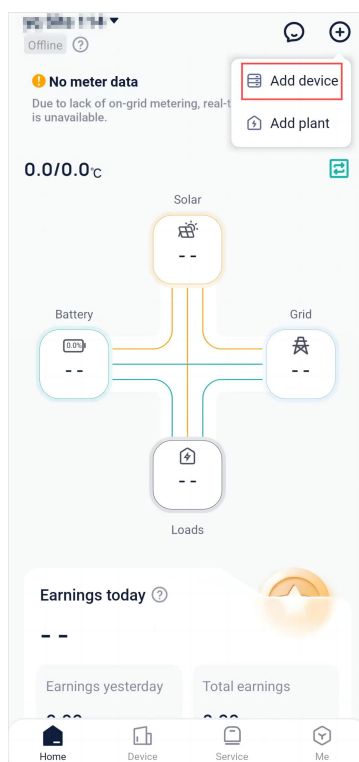 Offline ?
No meter data
Due to lack of on-grid metering, real-t
is unavailable.
Add device
Add plant
0.0/0.0℃
Solar
- -
Battery
Grid
0.0%
- -
- -
- -
Loads
Earnings today ?
- -
Earnings yesterday
Total earnings
Home
Device
Service
Me